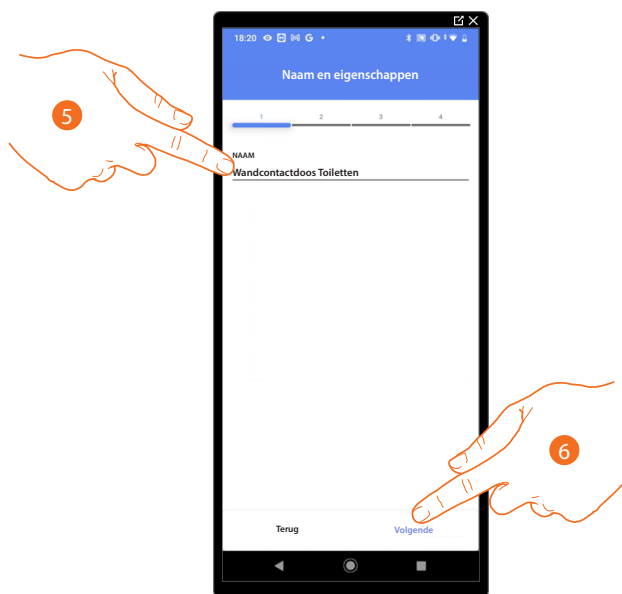 18:20 G
Naam en eigenschappen
1 2 3 4
NAAM
Wandcontactdoos Toiletten
5
6
Terug Volgende